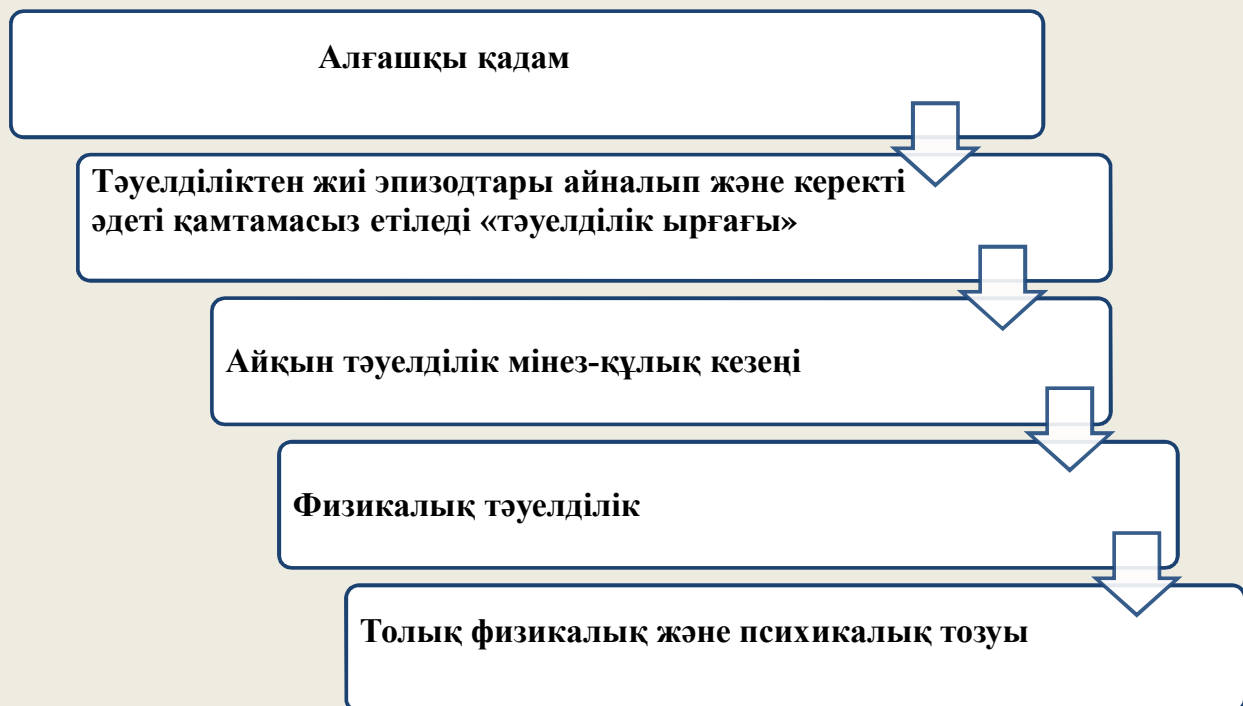 Алғашқы қадам
Тәуелділіктен жиі эпизодтары айналып және керекті
әдеті қамтамасыз етіледі «тәуелділік ырғағы»
Айқын тәуелділік мінез-құлық кезеңі
Физикалық тәуелділік
Толық физикалық және психикалық тозуы